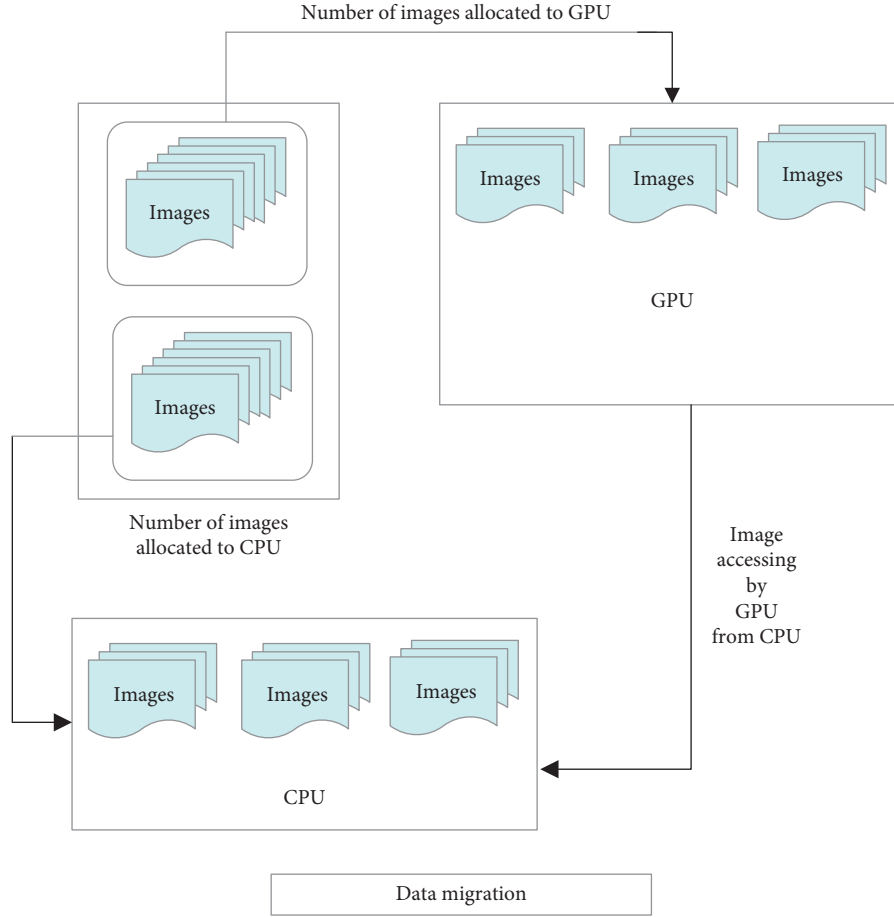 Number of images allocated to GPU
Images
Images
Images
Images
GPU
Images
Number of images
allocated to CPU
Image
accessing
by
GPU
from CPU
Images
Images
Images
CPU
Data migration